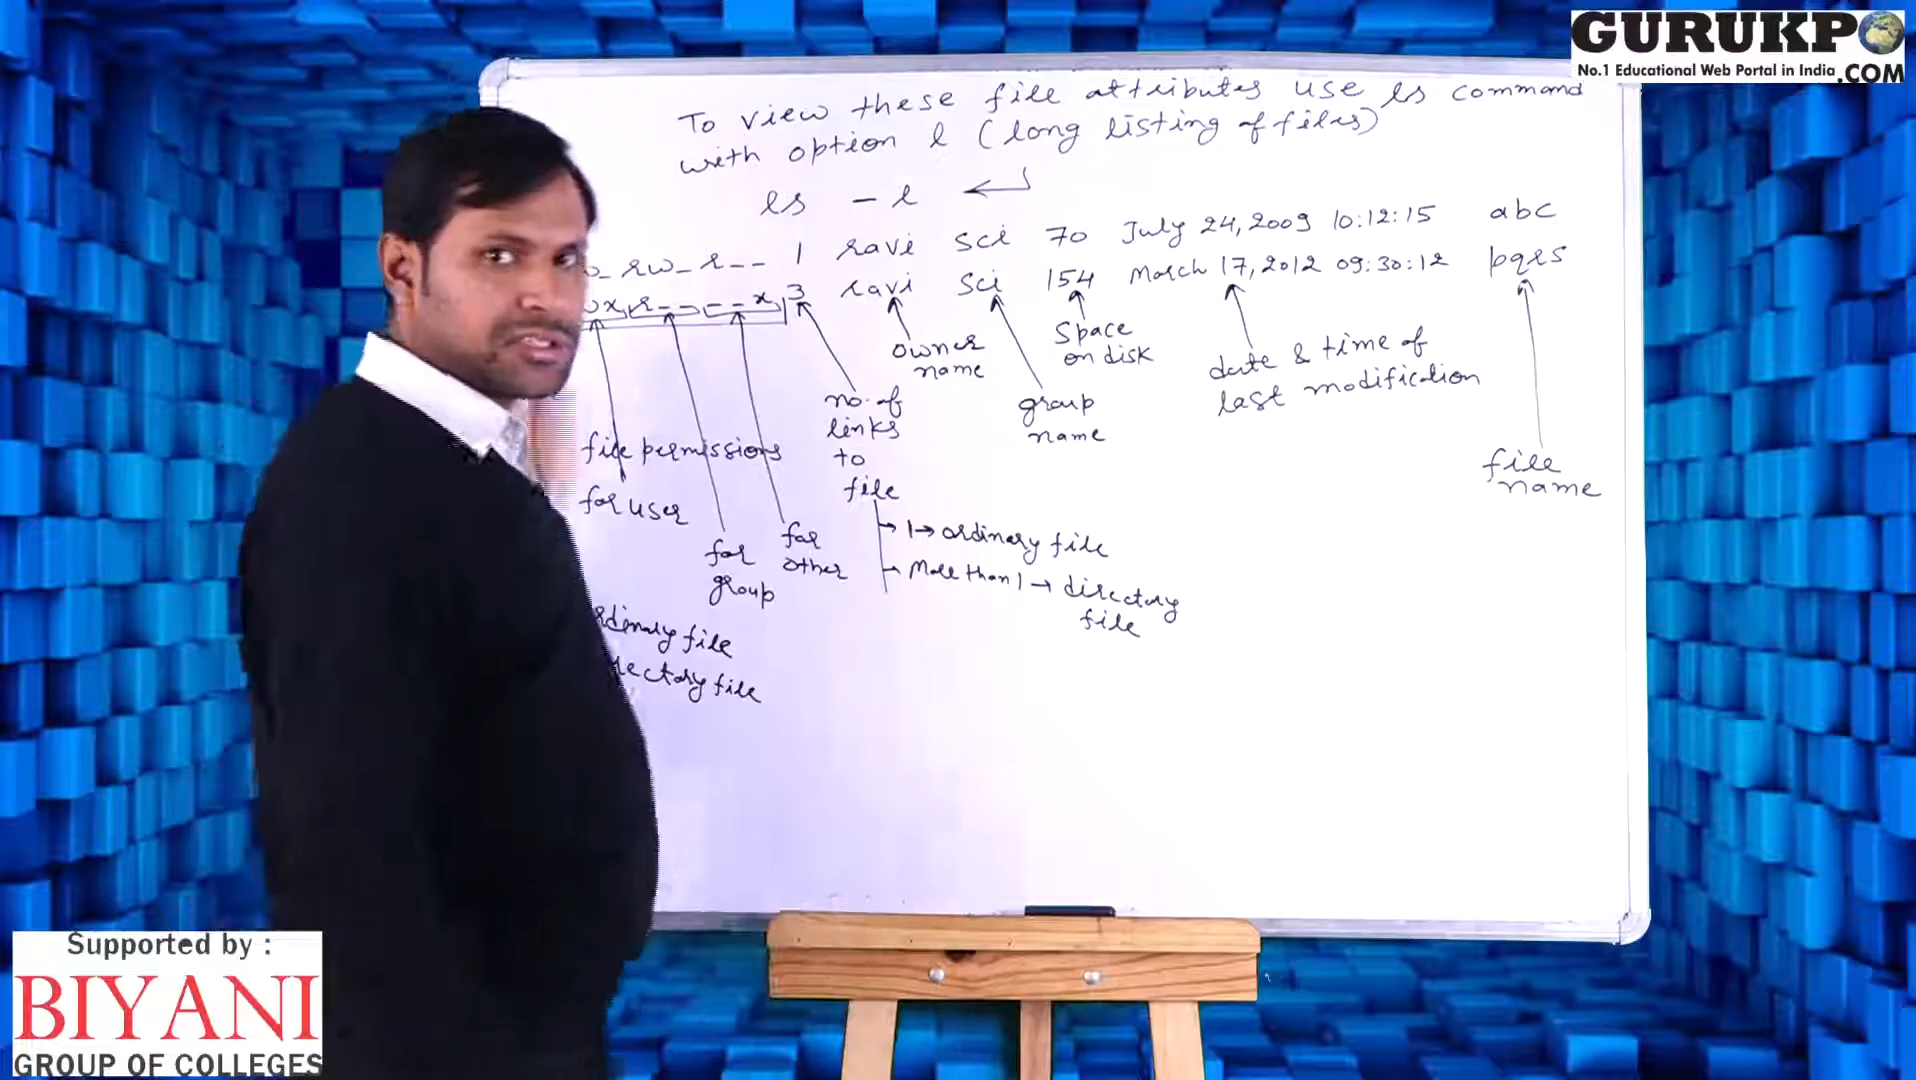 GURUKPO
No.1 Educational Web Portal in India .COM
To view these file attributes use ls command
with option l (long listing of files)
ls - l
_ rw_ r-- 1 ravi sci 70 July 24, 2009 10:12:15 abc
x r-- --x 3 ravi sci 154 March 17, 2012 09:30:12 pqrs
owner name
Space on disk
date & time of
last modification
no. of
links
to
file
group
name
file permissions
for user
for
group
for
other
file
name
1 → ordinary file
More than 1 → directory
file
rdinary file
rectory file
Supported by :
BIYANI
GROUP OF COLLEGES